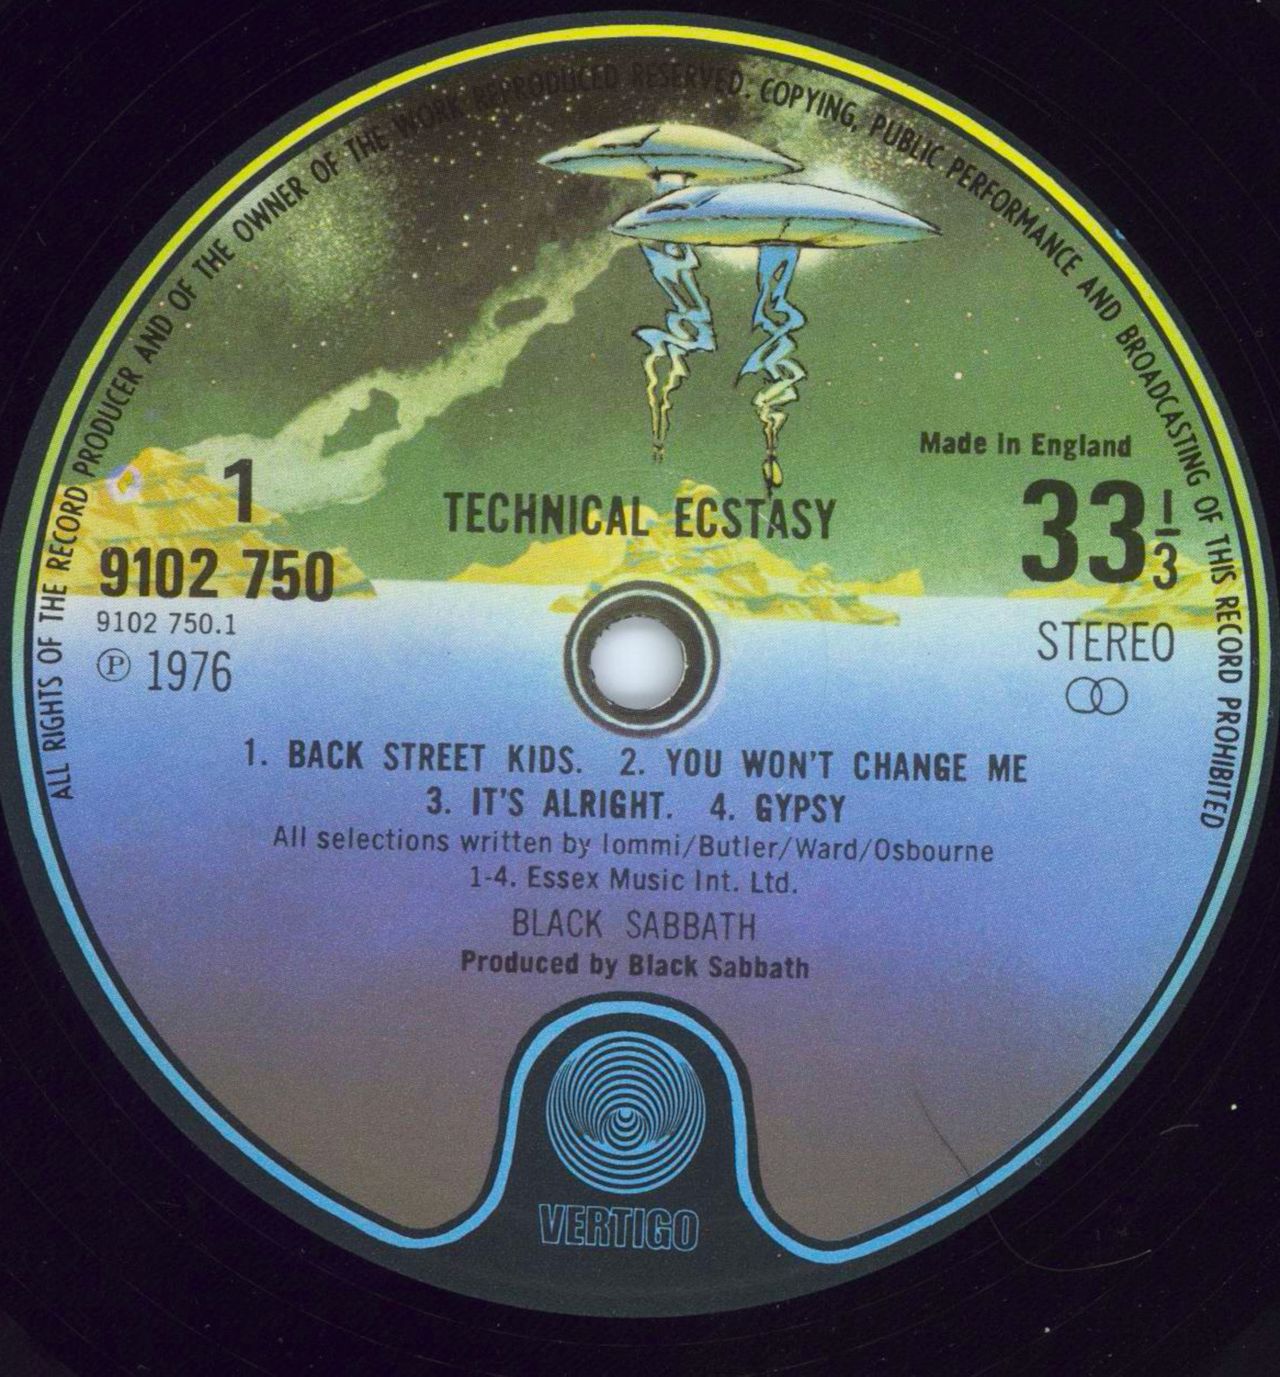 ALL RIGHTS OF THE RECORD PRODUCER AND OF THE OWNER OF THE WORK REPRODUCED RESERVED. COPYING, PUBLIC PERFORMANCE AND BROADCASTING OF THIS RECORD PROHIBITED
Made in England
1
TECHNICAL ECSTASY
33 1/3
9102 750
9102 750.1
STEREO
Ⓟ 1976
1. BACK STREET KIDS. 2. YOU WON'T CHANGE ME
3. IT'S ALRIGHT. 4. GYPSY
All selections written by Iommi/Butler/Ward/Osbourne
1-4. Essex Music Int. Ltd.
BLACK SABBATH
Produced by Black Sabbath
VERTIGO